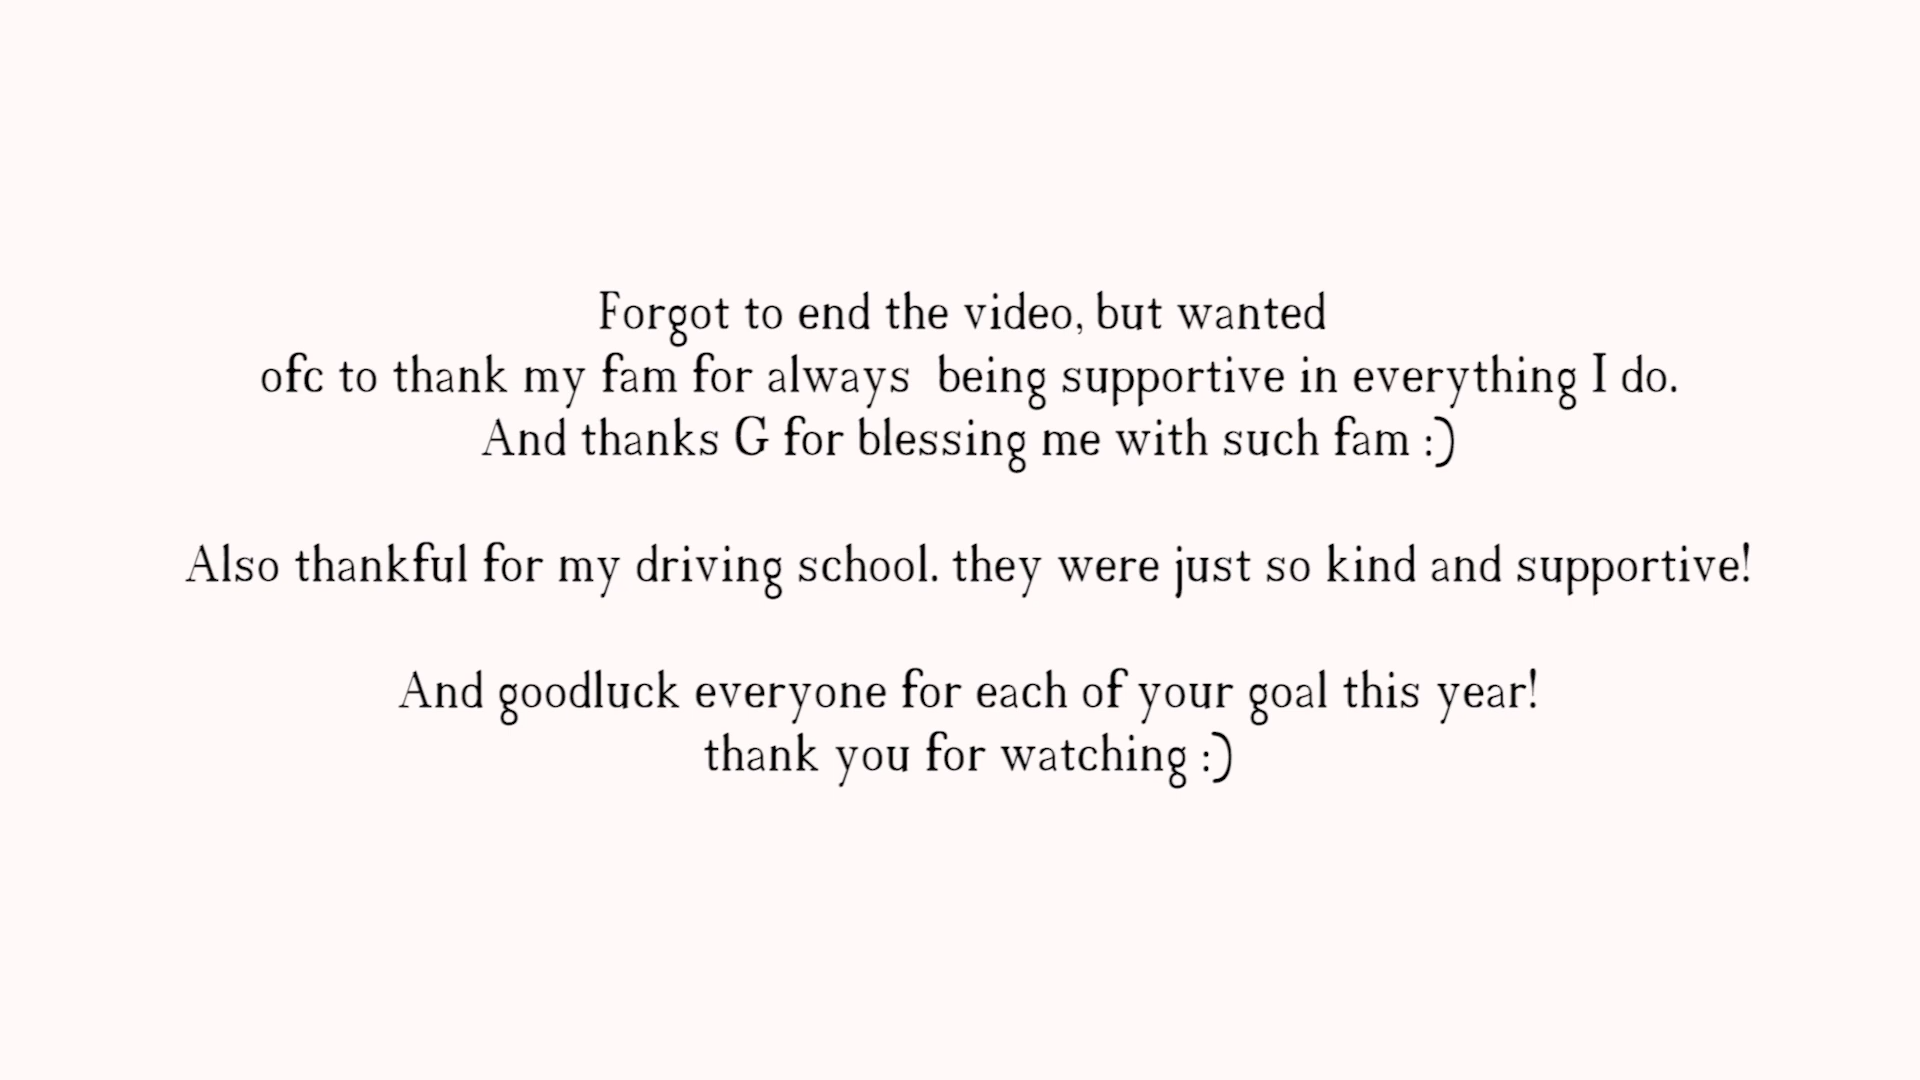 Forgot to end the video, but wanted
ofc to thank my fam for always  being supportive in everything I do.
And thanks G for blessing me with such fam :)
Also thankful for my driving school. they were just so kind and supportive!
And goodluck everyone for each of your goal this year!
thank you for watching :)